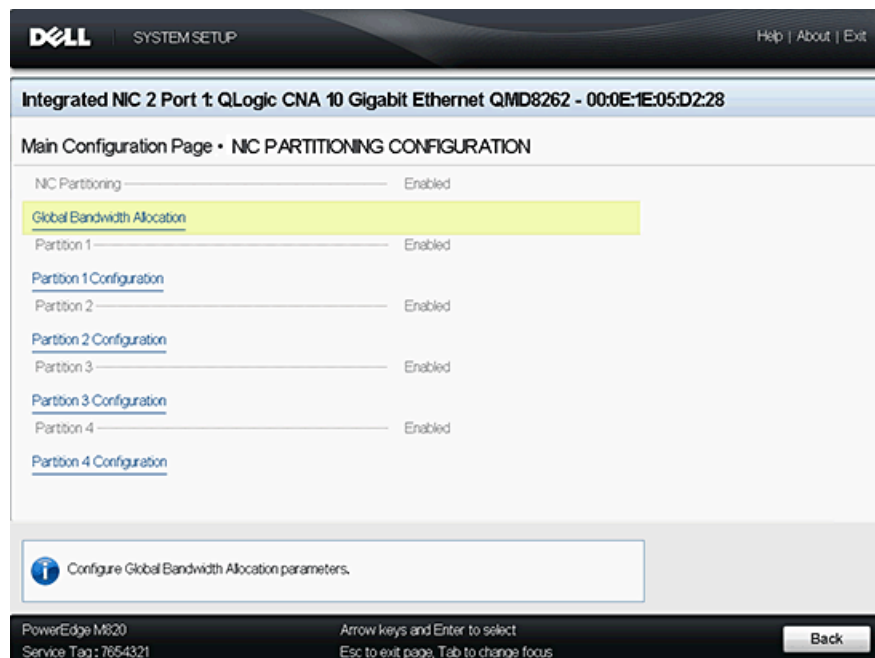 DELL SYSTEM SETUP Help | About | Exit
Integrated NIC 2 Port 1: QLogic CNA 10 Gigabit Ethernet QMD8262 - 00:0E:1E:05:D2:28
Main Configuration Page • NIC PARTITIONING CONFIGURATION
NIC Partitioning Enabled
Global Bandwidth Allocation
Partition 1 Enabled
Partition 1 Configuration
Partition 2 Enabled
Partition 2 Configuration
Partition 3 Enabled
Partition 3 Configuration
Partition 4 Enabled
Partition 4 Configuration
Configure Global Bandwidth Allocation parameters.
PowerEdge M820 Arrow keys and Enter to select
Service Tag : 7654321 Esc to exit page, Tab to change focus
Back